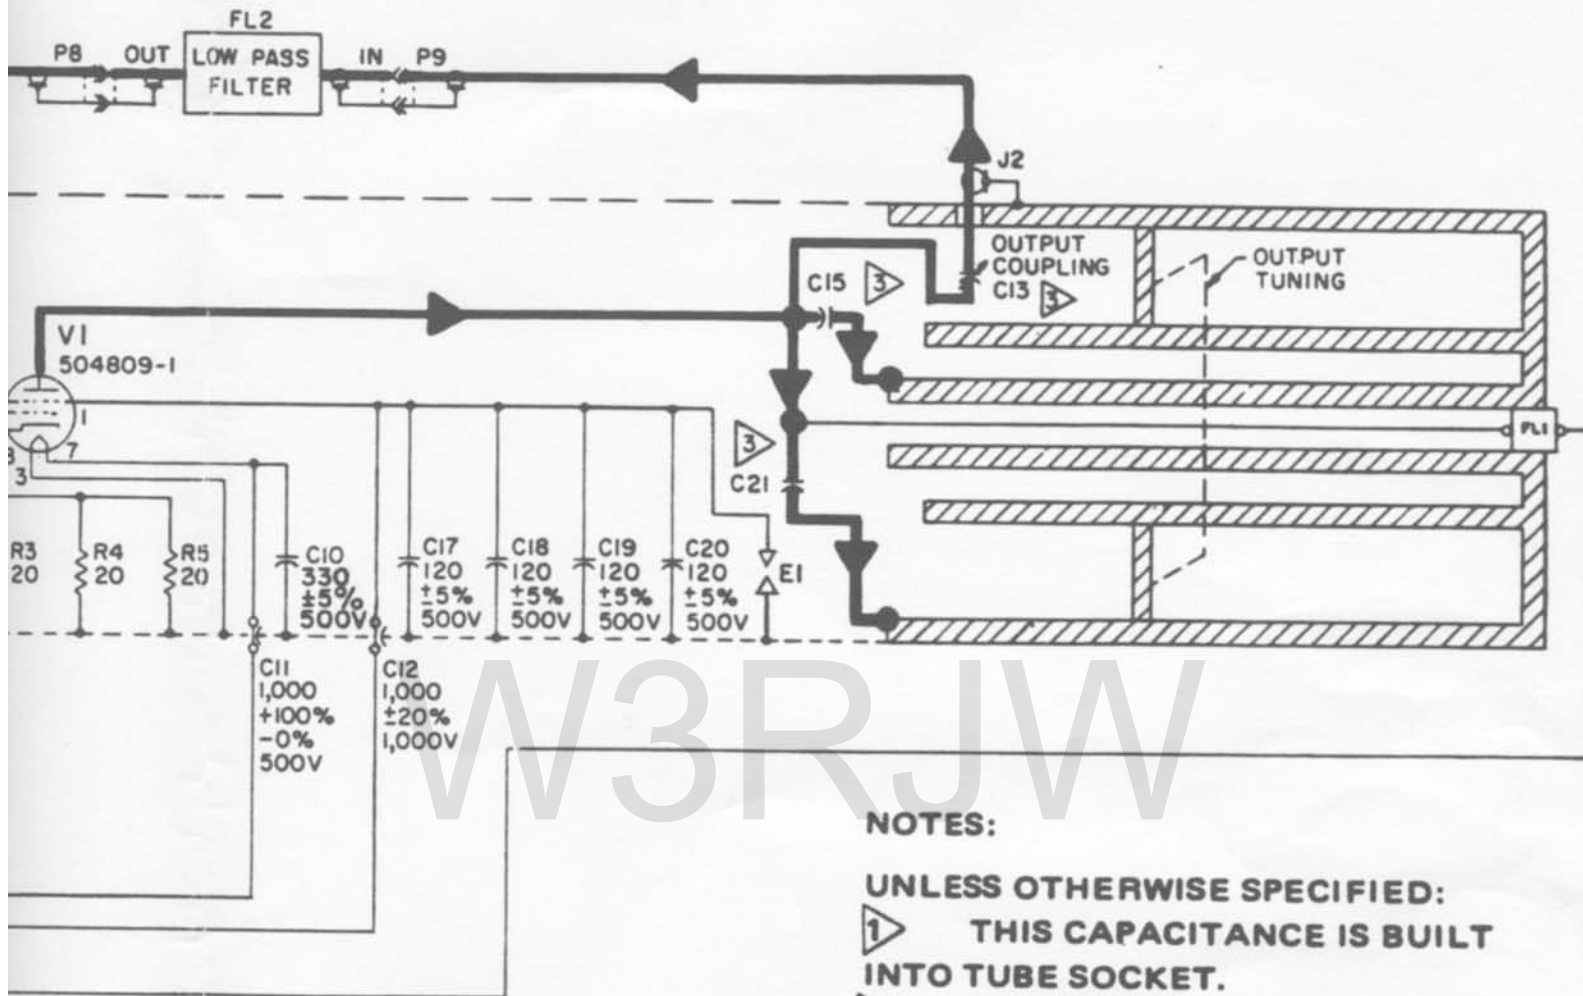 FL2
P8 OUT LOW PASS IN P9
FILTER
J2
OUTPUT
COUPLING
C13 3
C15 3
OUTPUT
TUNING
V1
504809-1
1
7
8
3
3
C21
FL1
R3
20
R4
20
R5
20
C10
330
±5%
500V
C17
120
±5%
500V
C18
120
±5%
500V
C19
120
±5%
500V
C20
120
±5%
500V
E1
C11
1,000
+100%
-0%
500V
C12
1,000
±20%
1,000V
W3RJW
NOTES:
UNLESS OTHERWISE SPECIFIED:
1 THIS CAPACITANCE IS BUILT
INTO TUBE SOCKET.